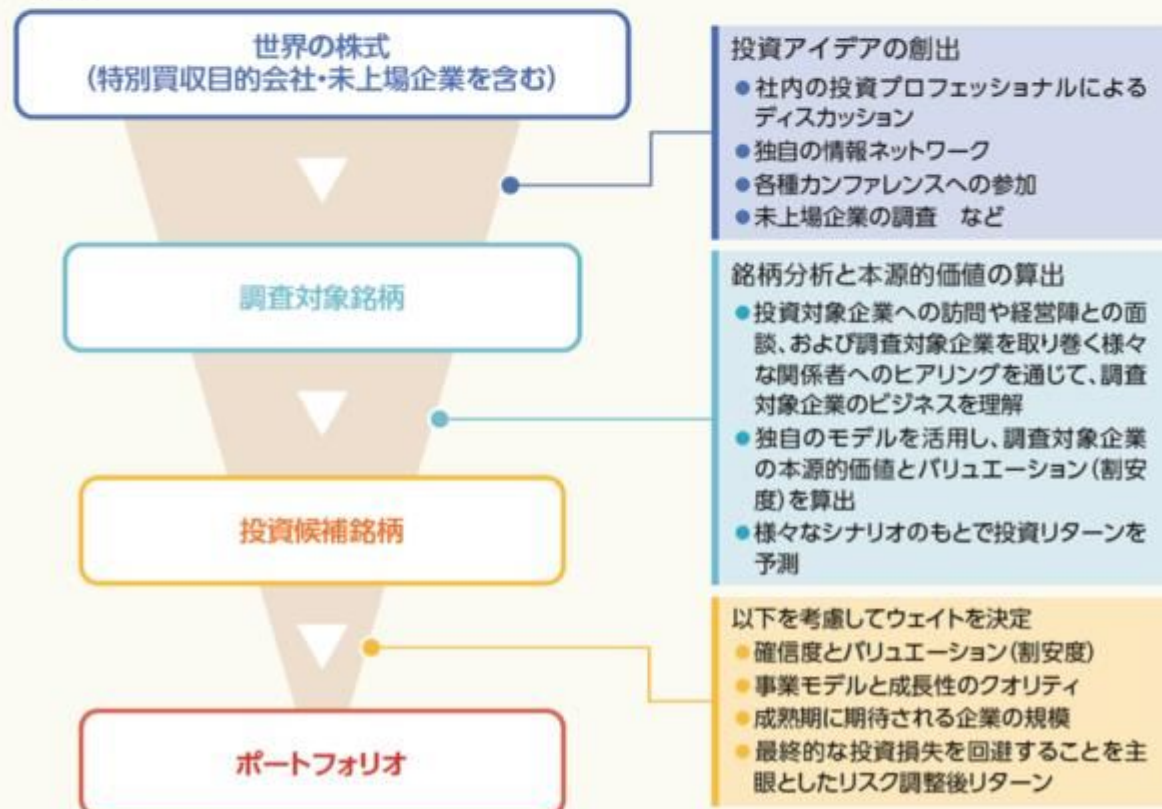 世界の株式
(特別買収目的会社・未上場企業を含む)
投資アイデアの創出
●社内の投資プロフェッショナルによる
ディスカッション
●独自の情報ネットワーク
●各種カンファレンスへの参加
●未上場企業の調査　など
調査対象銘柄
銘柄分析と本源的価値の算出
●投資対象企業への訪問や経営陣との面
談、および調査対象企業を取り巻く様々
な関係者へのヒアリングを通じて、調査
対象企業のビジネスを理解
●独自のモデルを活用し、調査対象企業
の本源的価値とバリュエーション(割安
度)を算出
●様々なシナリオのもとで投資リターンを
予測
投資候補銘柄
以下を考慮してウェイトを決定
●確信度とバリュエーション(割安度)
●事業モデルと成長性のクオリティ
●成熟期に期待される企業の規模
●最終的な投資損失を回避することを主
眼としたリスク調整後リターン
ポートフォリオ